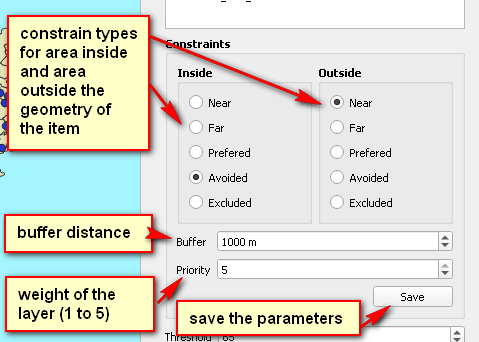 constrain types
for area inside
and area
outside the
geometry of
the item
Constraints
Inside
Outside
Near
Near
Far
Far
Prefered
Prefered
Avoided
Avoided
Excluded
Excluded
buffer distance
Buffer
1000 m
Priority
5
weight of the
layer (1 to 5)
Save
save the parameters
Threshold